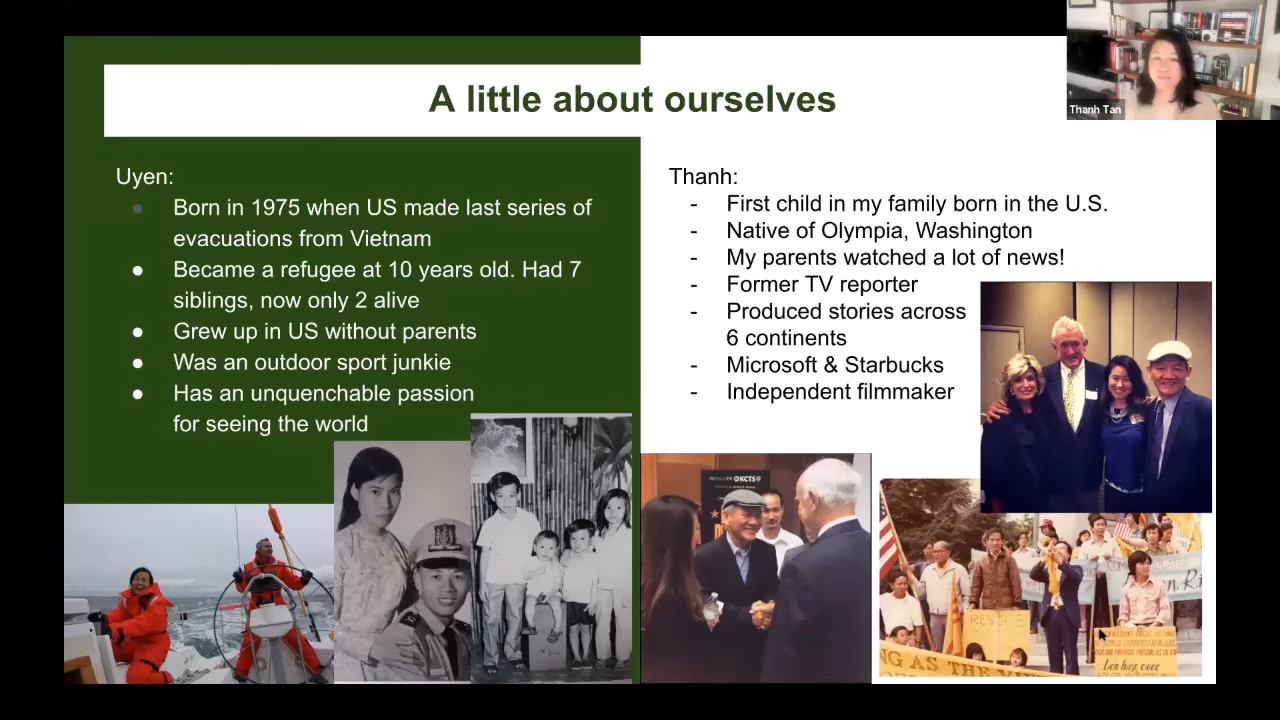 A little about ourselves
Thanh Tan
Uyen:
Born in 1975 when US made last series of
evacuations from Vietnam
Became a refugee at 10 years old. Had 7
siblings, now only 2 alive
Grew up in US without parents
Was an outdoor sport junkie
Has an unquenchable passion
for seeing the world
Thanh:
- First child in my family born in the U.S.
- Native of Olympia, Washington
- My parents watched a lot of news!
- Former TV reporter
- Produced stories across
6 continents
- Microsoft & Starbucks
- Independent filmmaker
KCTS9
NG AS THE